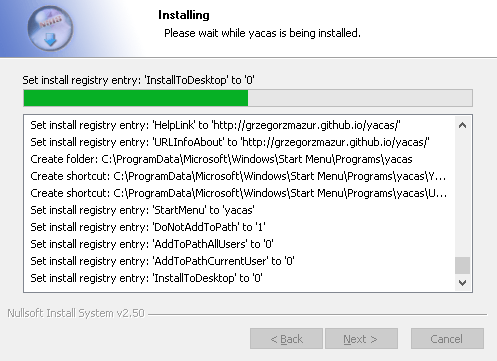 Installing
Please wait while yacas is being installed.
Set install registry entry: 'InstallToDesktop' to '0'
Set install registry entry: 'HelpLink' to 'http://grzegorzmazur.github.io/yacas/'
Set install registry entry: 'URLInfoAbout' to 'http://grzegorzmazur.github.io/yacas/'
Create folder: C:\ProgramData\Microsoft\Windows\Start Menu\Programs\yacas
Create shortcut: C:\ProgramData\Microsoft\Windows\Start Menu\Programs\yacas\Y...
Create shortcut: C:\ProgramData\Microsoft\Windows\Start Menu\Programs\yacas\U...
Set install registry entry: 'StartMenu' to 'yacas'
Set install registry entry: 'DoNotAddToPath' to '1'
Set install registry entry: 'AddToPathAllUsers' to '0'
Set install registry entry: 'AddToPathCurrentUser' to '0'
Set install registry entry: 'InstallToDesktop' to '0'
Nullsoft Install System v2.50
< Back Next > Cancel